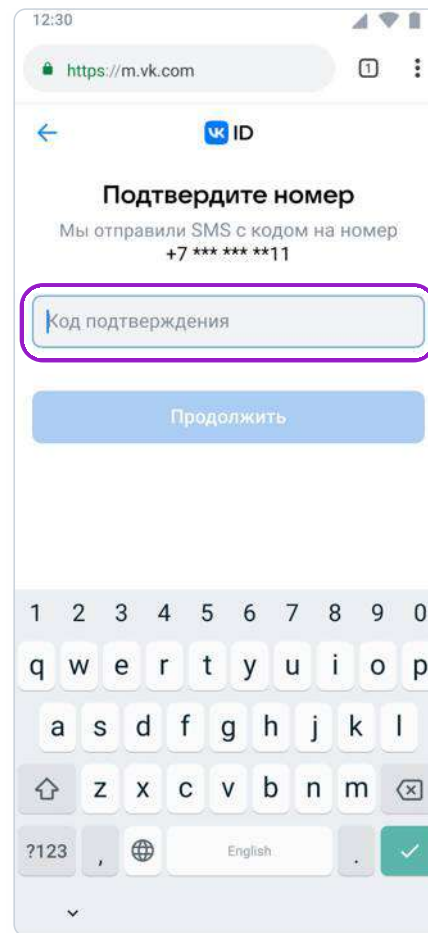 12:30
https://m.vk.com 1
VK ID
Подтвердите номер
Мы отправили SMS с кодом на номер
+7 *** *** **11
Код подтверждения
Продолжить
1 2 3 4 5 6 7 8 9 0
q w e r t y u i o p
a s d f g h j k l
z x c v b n m
?123 , English .